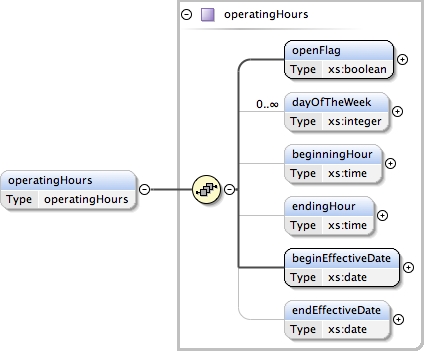 operatingHours
openFlag
Type xs:boolean
0..∞
dayOfTheWeek
Type xs:integer
beginningHour
Type xs:time
operatingHours
Type operatingHours
endingHour
Type xs:time
beginEffectiveDate
Type xs:date
endEffectiveDate
Type xs:date